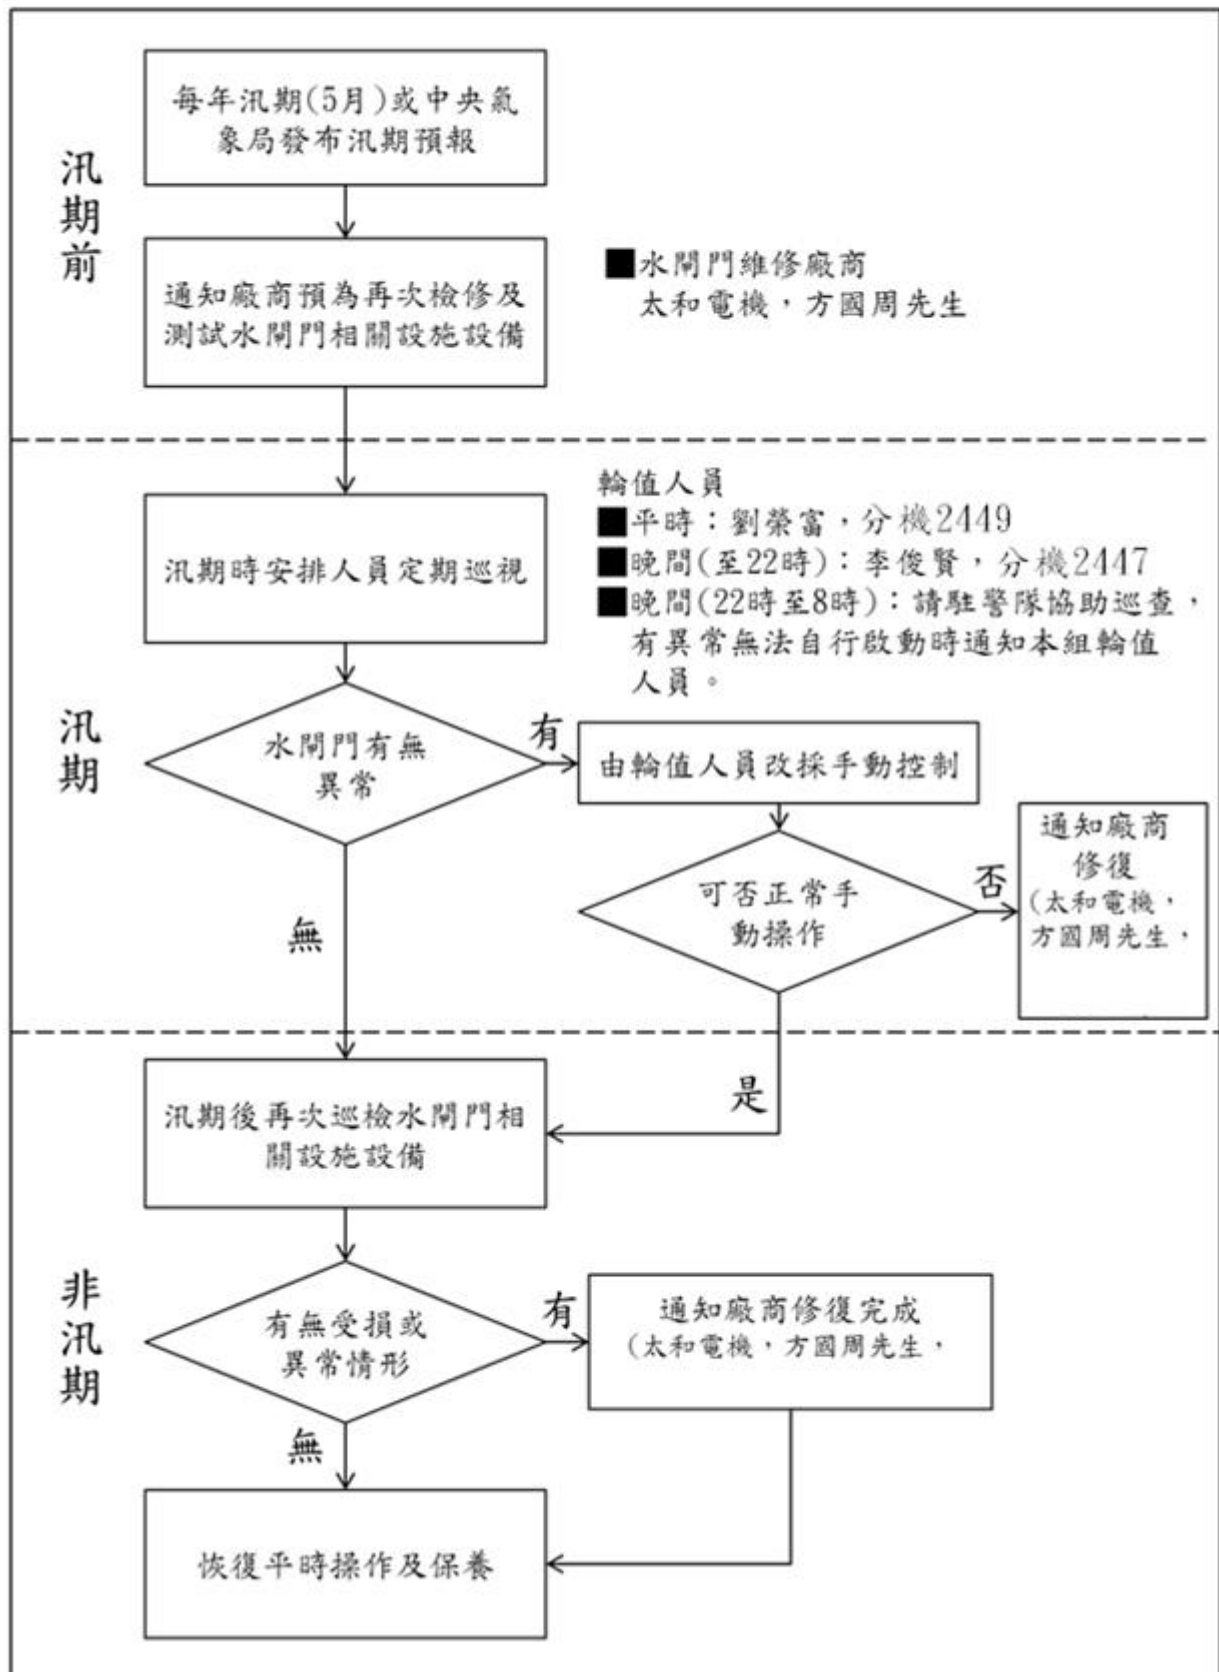 汛期前
每年汛期(5月)或中央氣
象局發布汛期預報
通知廠商預為再次檢修及
測試水閘門相關設施設備
■水閘門維修廠商
太和電機，方國周先生
汛期
汛期時安排人員定期巡視
輪值人員
■平時：劉榮富，分機2449
■晚間(至22時)：李俊賢，分機2447
■晚間(22時至8時)：請駐警隊協助巡查，
有異常無法自行啟動時通知本組輪值
人員。
水閘門有無
異常
有
由輪值人員改採手動控制
可否正常手
動操作
否
通知廠商
修復
(太和電機，
方國周先生，
無
是
非汛期
汛期後再次巡檢水閘門相
關設施設備
有無受損或
異常情形
有
通知廠商修復完成
(太和電機，方國周先生，
無
恢復平時操作及保養